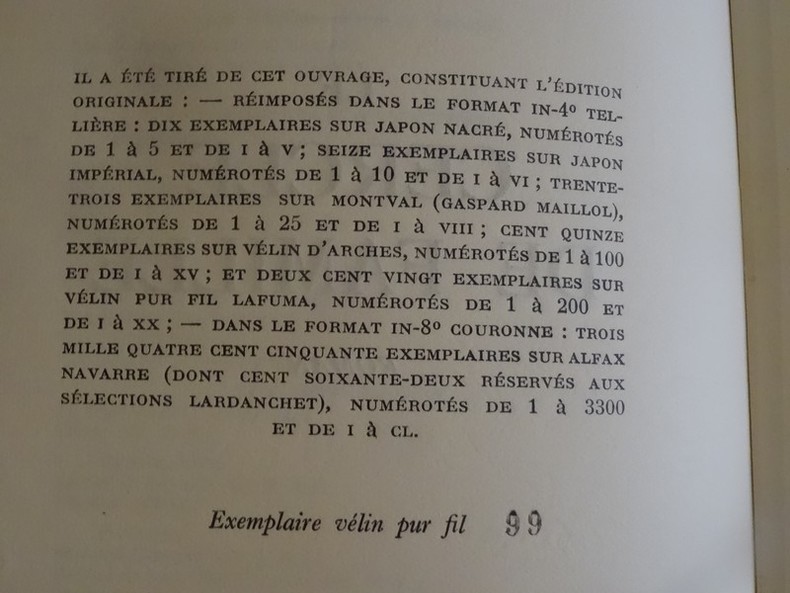 IL A ÉTÉ TIRÉ DE CET OUVRAGE, CONSTITUANT L'ÉDITION
ORIGINALE : — RÉIMPOSÉS DANS LE FORMAT IN-4º TEL-
LIÈRE : DIX EXEMPLAIRES SUR JAPON NACRÉ, NUMÉROTÉS
DE 1 à 5 ET DE I à V ; SEIZE EXEMPLAIRES SUR JAPON
IMPÉRIAL, NUMÉROTÉS DE 1 à 10 ET DE I à VI ; TRENTE-
TROIS EXEMPLAIRES SUR MONTVAL (GASPARD MAILLOL),
NUMÉROTÉS DE 1 à 25 ET DE I à VIII ; CENT QUINZE
EXEMPLAIRES SUR VÉLIN D'ARCHES, NUMÉROTÉS DE 1 à 100
ET DE I à XV ; ET DEUX CENT VINGT EXEMPLAIRES SUR
VÉLIN PUR FIL LAFUMA, NUMÉROTÉS DE 1 à 200 ET
DE I à XX ; — DANS LE FORMAT IN-8º COURONNE : TROIS
MILLE QUATRE CENT CINQUANTE EXEMPLAIRES SUR ALFAX
NAVARRE (DONT CENT SOIXANTE-DEUX RÉSERVÉS AUX
SÉLECTIONS LARDANCHET), NUMÉROTÉS DE 1 à 3300
ET DE I à CL.
Exemplaire vélin pur fil 99